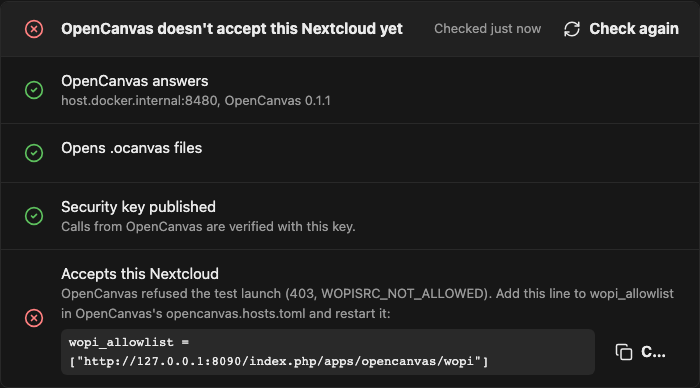 OpenCanvas doesn't accept this Nextcloud yet
Checked just now
Check again
OpenCanvas answers
host.docker.internal:8480, OpenCanvas 0.1.1
Opens .ocanvas files
Security key published
Calls from OpenCanvas are verified with this key.
Accepts this Nextcloud
OpenCanvas refused the test launch (403, WOPISRC_NOT_ALLOWED). Add this line to wopi_allowlist
in OpenCanvas's opencanvas.hosts.toml and restart it:
wopi_allowlist =
["http://127.0.0.1:8090/index.php/apps/opencanvas/wopi"]
C...